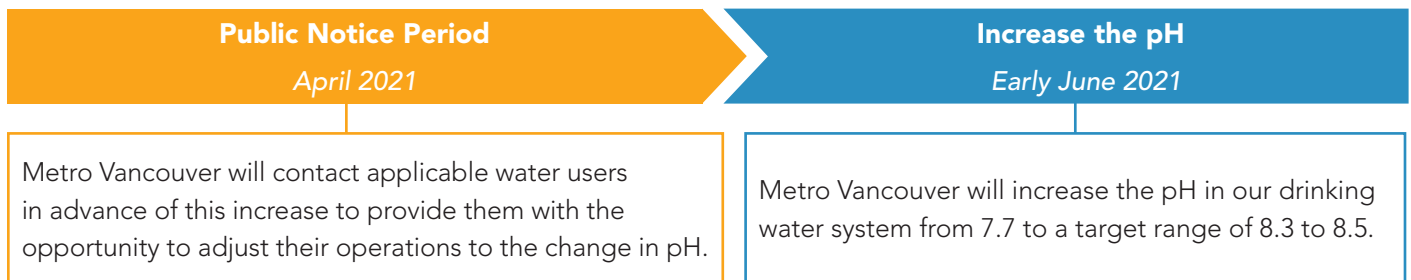 Public Notice Period
April 2021
Metro Vancouver will contact applicable water users
in advance of this increase to provide them with the
opportunity to adjust their operations to the change in pH.
Increase the pH
Early June 2021
Metro Vancouver will increase the pH in our drinking
water system from 7.7 to a target range of 8.3 to 8.5.